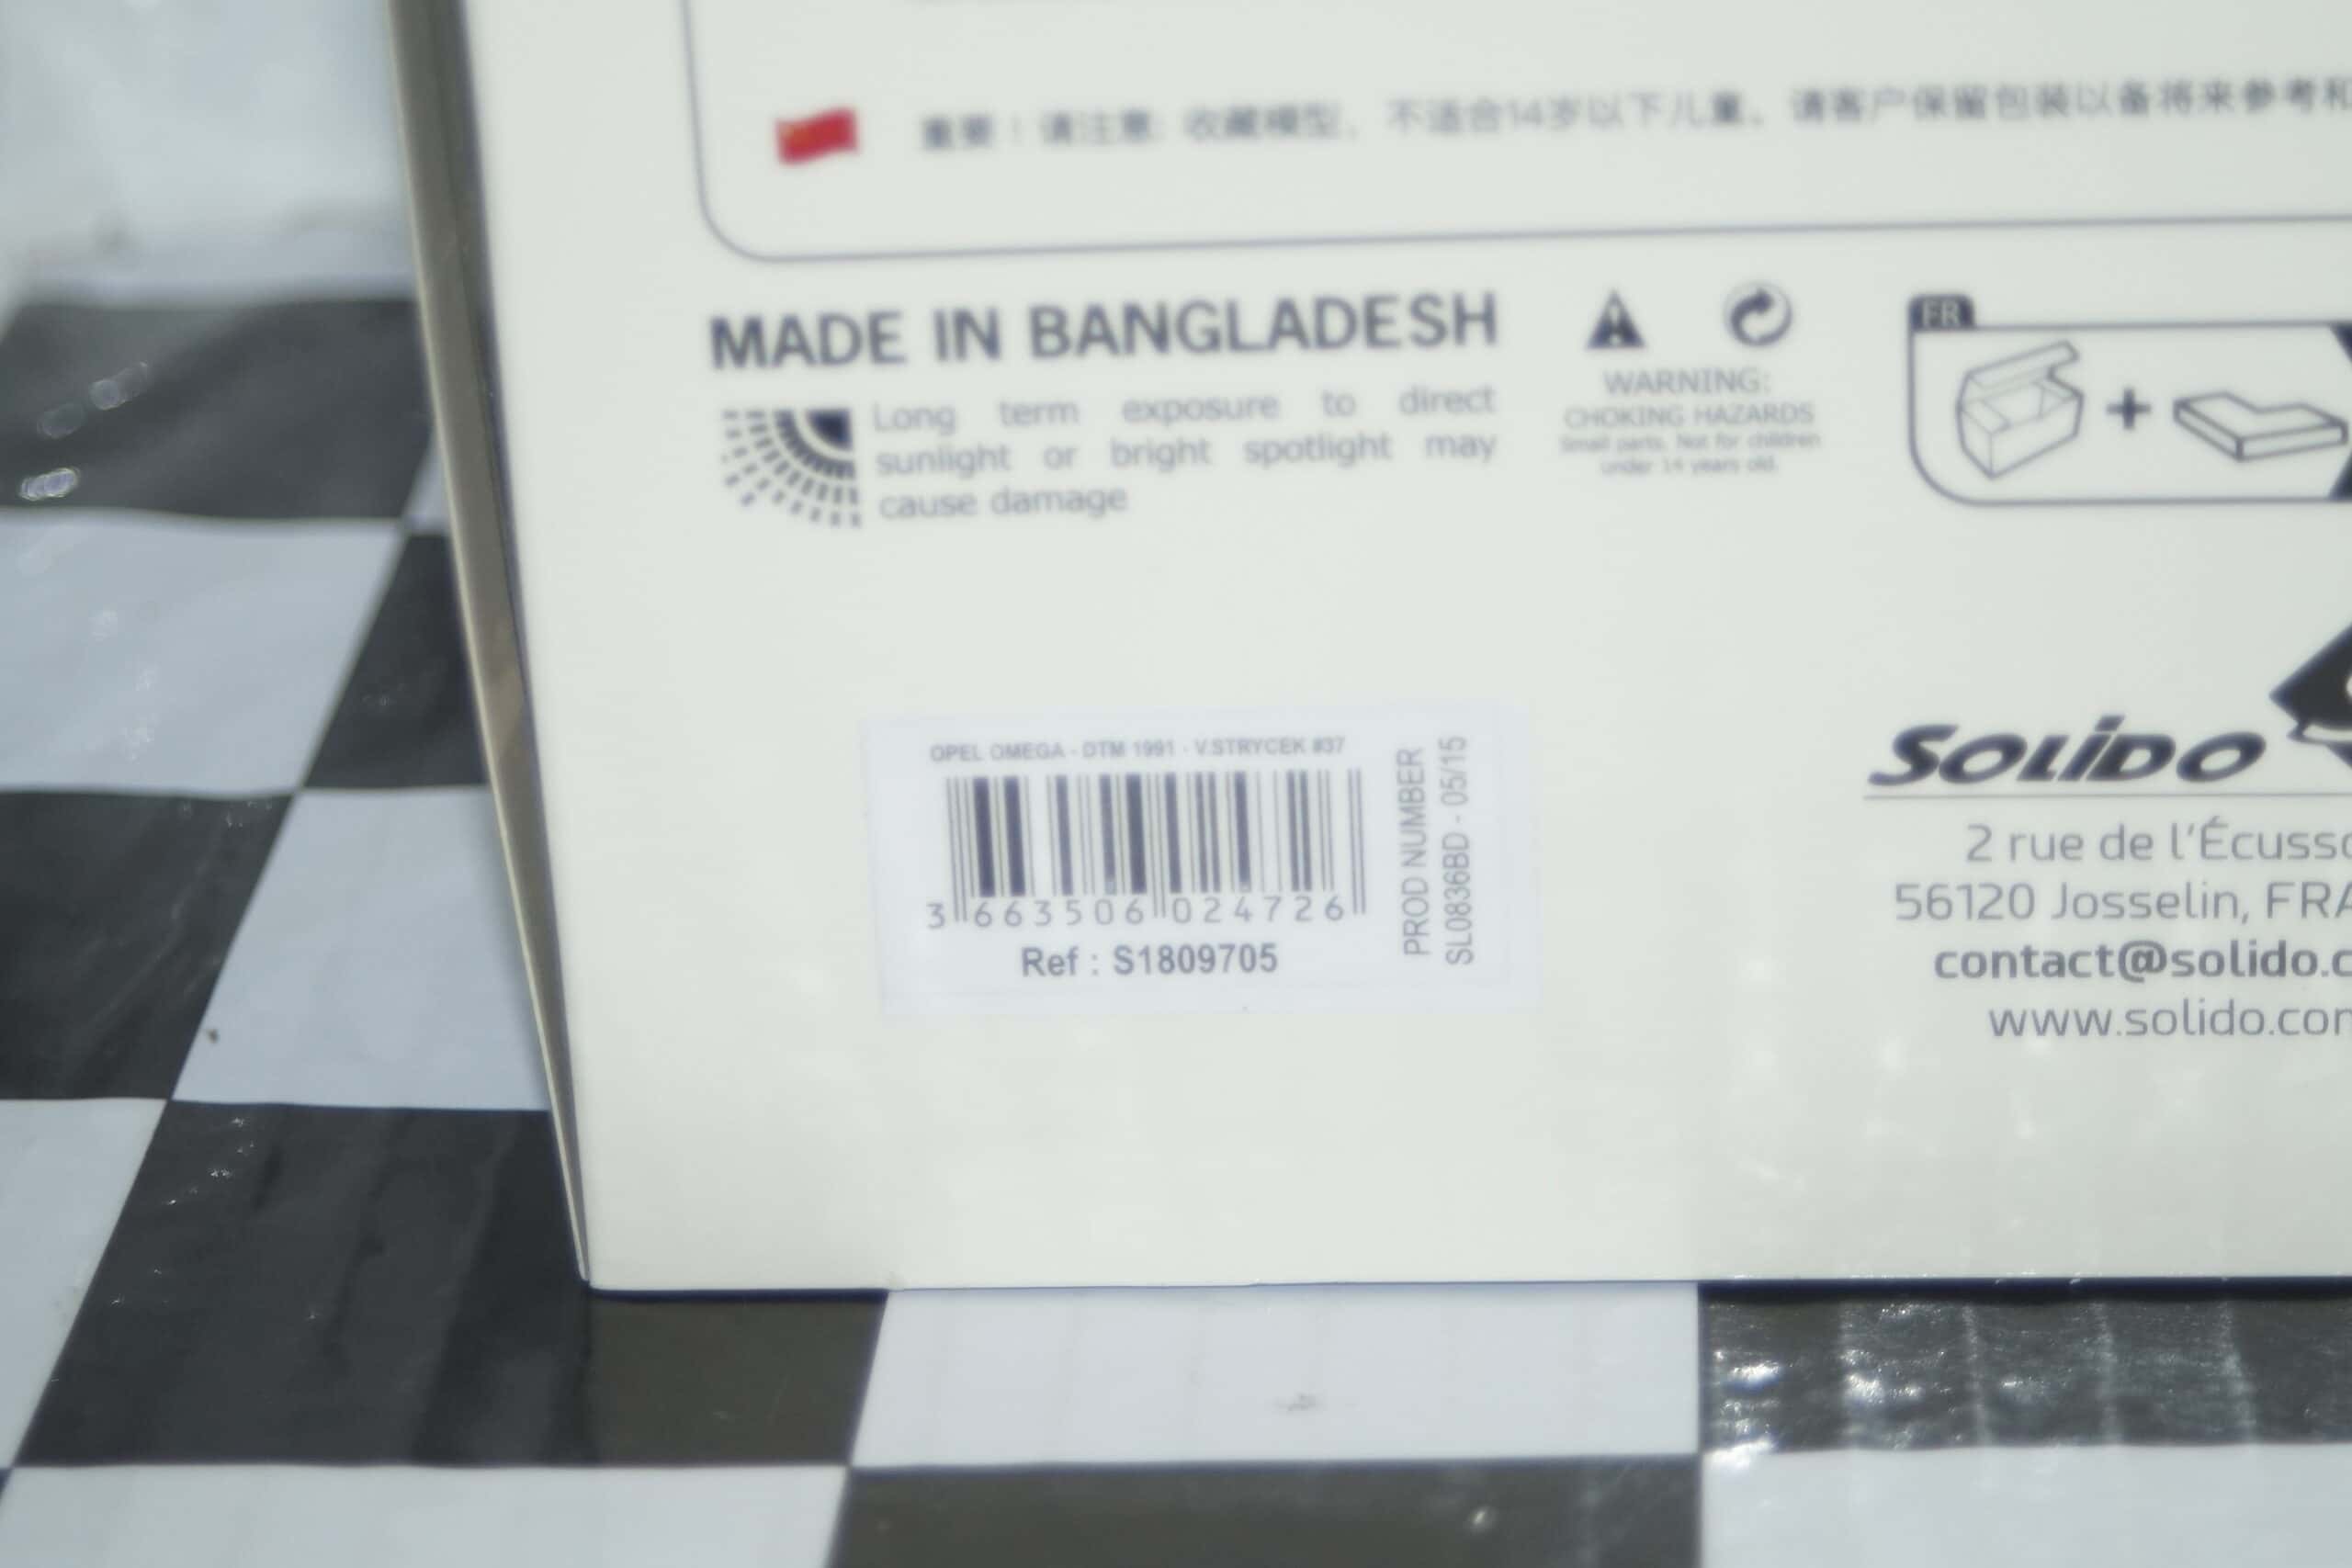 重要！请注意: 收藏模型，不适合14岁以下儿童。请客户保留包装以备将来参考和
MADE IN BANGLADESH
Long term exposure to direct
sunlight or bright spotlight may
cause damage
WARNING:
CHOKING HAZARDS
Small parts. Not for children
under 14 years old.
FR
OPEL OMEGA - DTM 1991 - V.STRYCEK #37
3 663506 024726
Ref : S1809705
PROD NUMBER
SL0836BD - 05/15
SOLIDO
2 rue de l'Écusso
56120 Josselin, FRA
contact@solido.c
www.solido.com